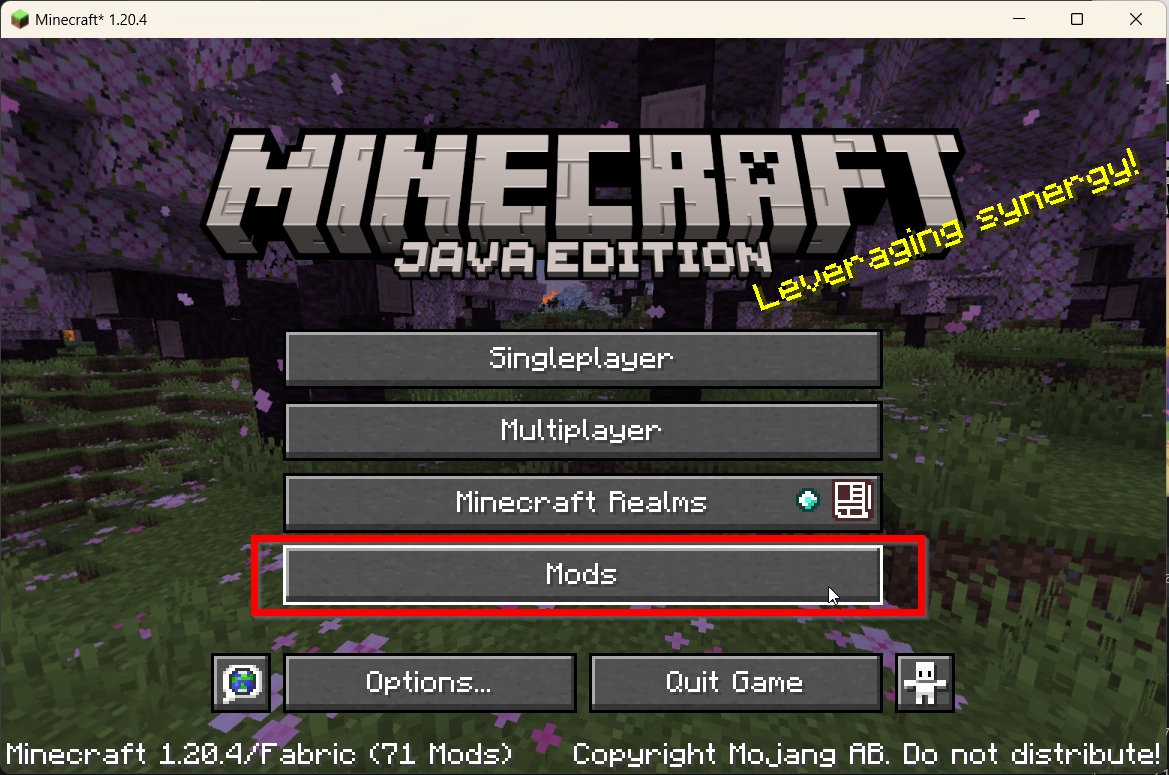 Minecraft* 1.20.4
MINECRAFT
JAVA EDITION
Leveraging synergy!
Singleplayer
Multiplayer
Minecraft Realms
Mods
Options...
Quit Game
Minecraft 1.20.4/Fabric (71 Mods)
Copyright Mojang AB. Do not distribute!